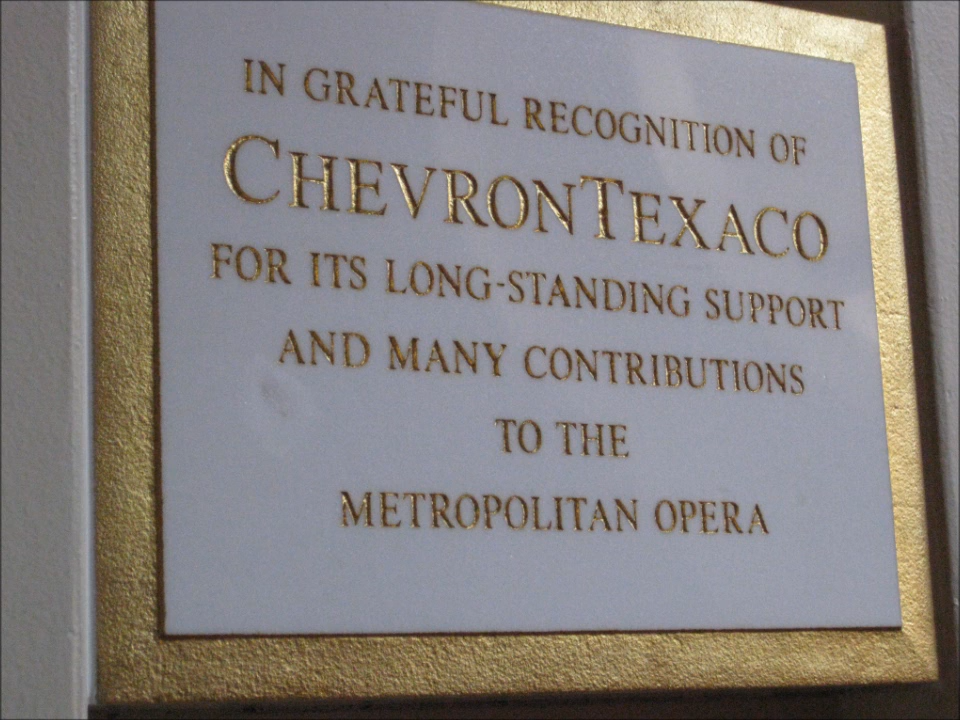 IN GRATEFUL RECOGNITION OF
CHEVRONTEXACO
FOR ITS LONG-STANDING SUPPORT
AND MANY CONTRIBUTIONS
TO THE
METROPOLITAN OPERA